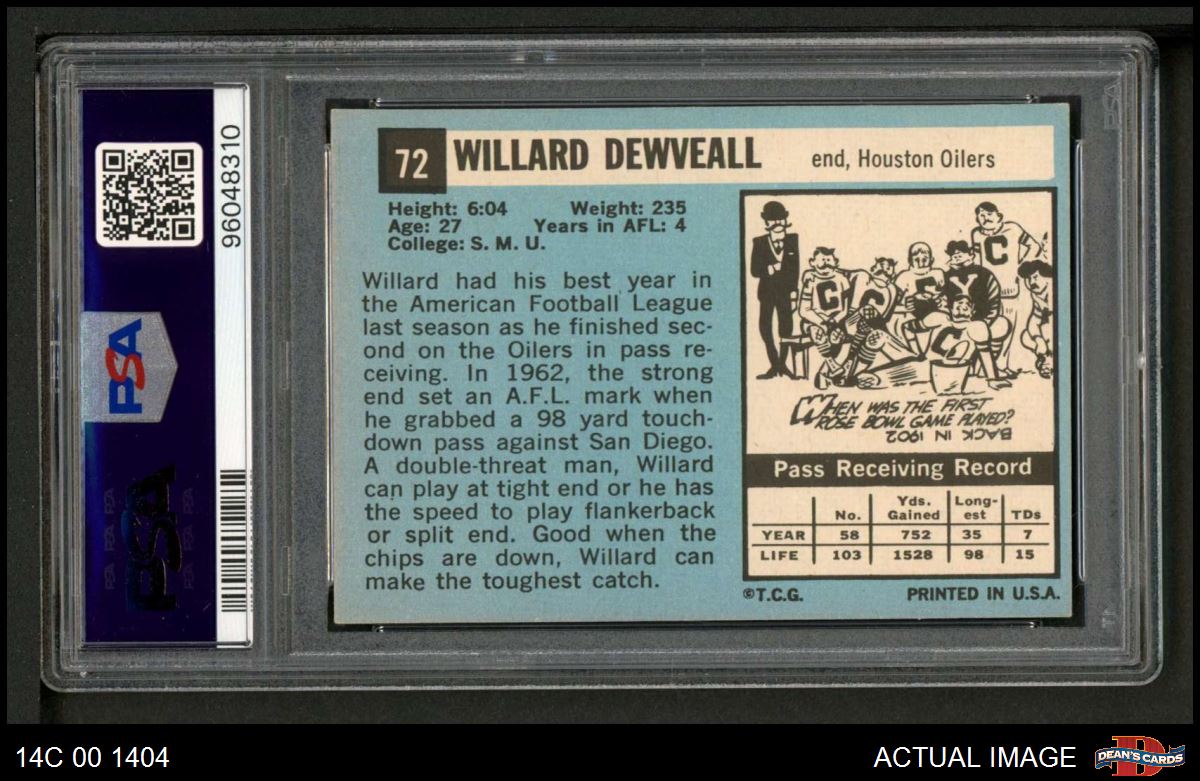 96048310
PSA
PSA
72 WILLARD DEWVEALL end, Houston Oilers
Height: 6:04 Weight: 235
Age: 27 Years in AFL: 4
College: S. M. U.
Willard had his best year in
the American Football League
last season as he finished sec-
ond on the Oilers in pass re-
ceiving. In 1962, the strong
end set an A.F.L. mark when
he grabbed a 98 yard touch-
down pass against San Diego.
A double-threat man, Willard
can play at tight end or he has
the speed to play flankerback
or split end. Good when the
chips are down, Willard can
make the toughest catch.
C C C Y C C
WHEN WAS THE FIRST
ROSE BOWL GAME PLAYED?
BACK IN 1902
Pass Receiving Record
No. Yds. Gained Long-est TDs
YEAR 58 752 35 7
LIFE 103 1528 98 15
©T.C.G. PRINTED IN U.S.A.
14C 00 1404 ACTUAL IMAGE D DEAN'S CARDS